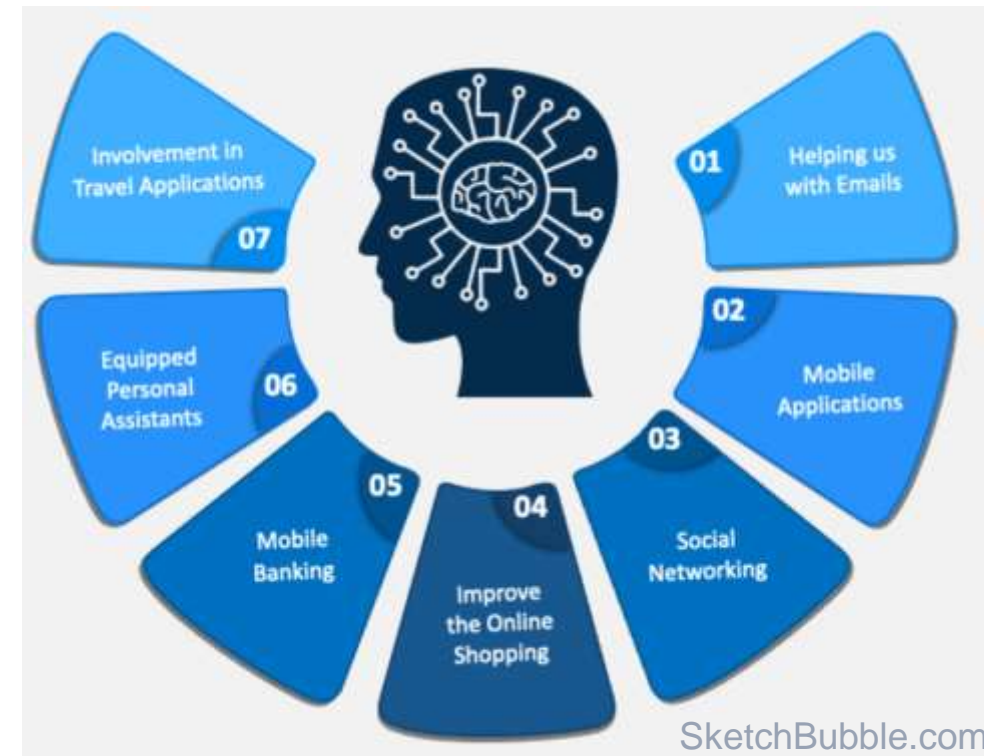 01
Helping us
with Emails
02
Mobile
Applications
03
Social
Networking
04
Improve
the Online
Shopping
05
Mobile
Banking
06
Equipped
Personal
Assistants
07
Involvement in
Travel Applications
SketchBubble.com